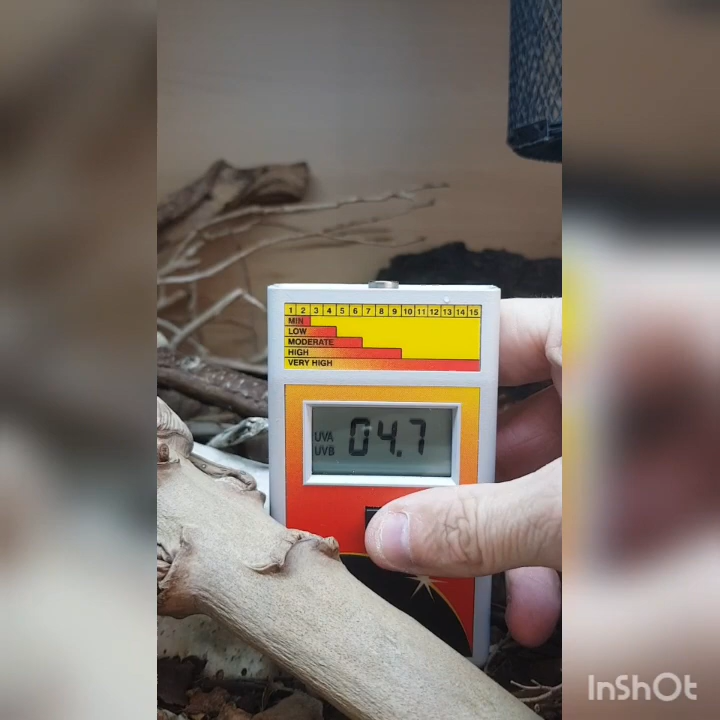 1 2 3 4 5 6 7 8 9 10 11 12 13 14 15
MIN
LOW
MODERATE
HIGH
VERY HIGH
UVA
UVB
04.7
InShOt